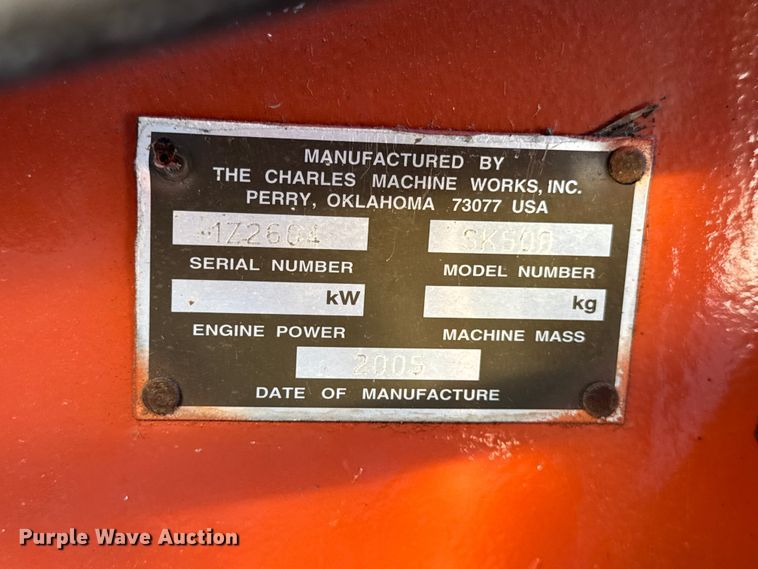 MANUFACTURED BY
THE CHARLES MACHINE WORKS, INC.
PERRY, OKLAHOMA 73077 USA
SK500
SERIAL NUMBER MODEL NUMBER
kW kg
ENGINE POWER MACHINE MASS
2005
DATE OF MANUFACTURE
Purple Wave Auction